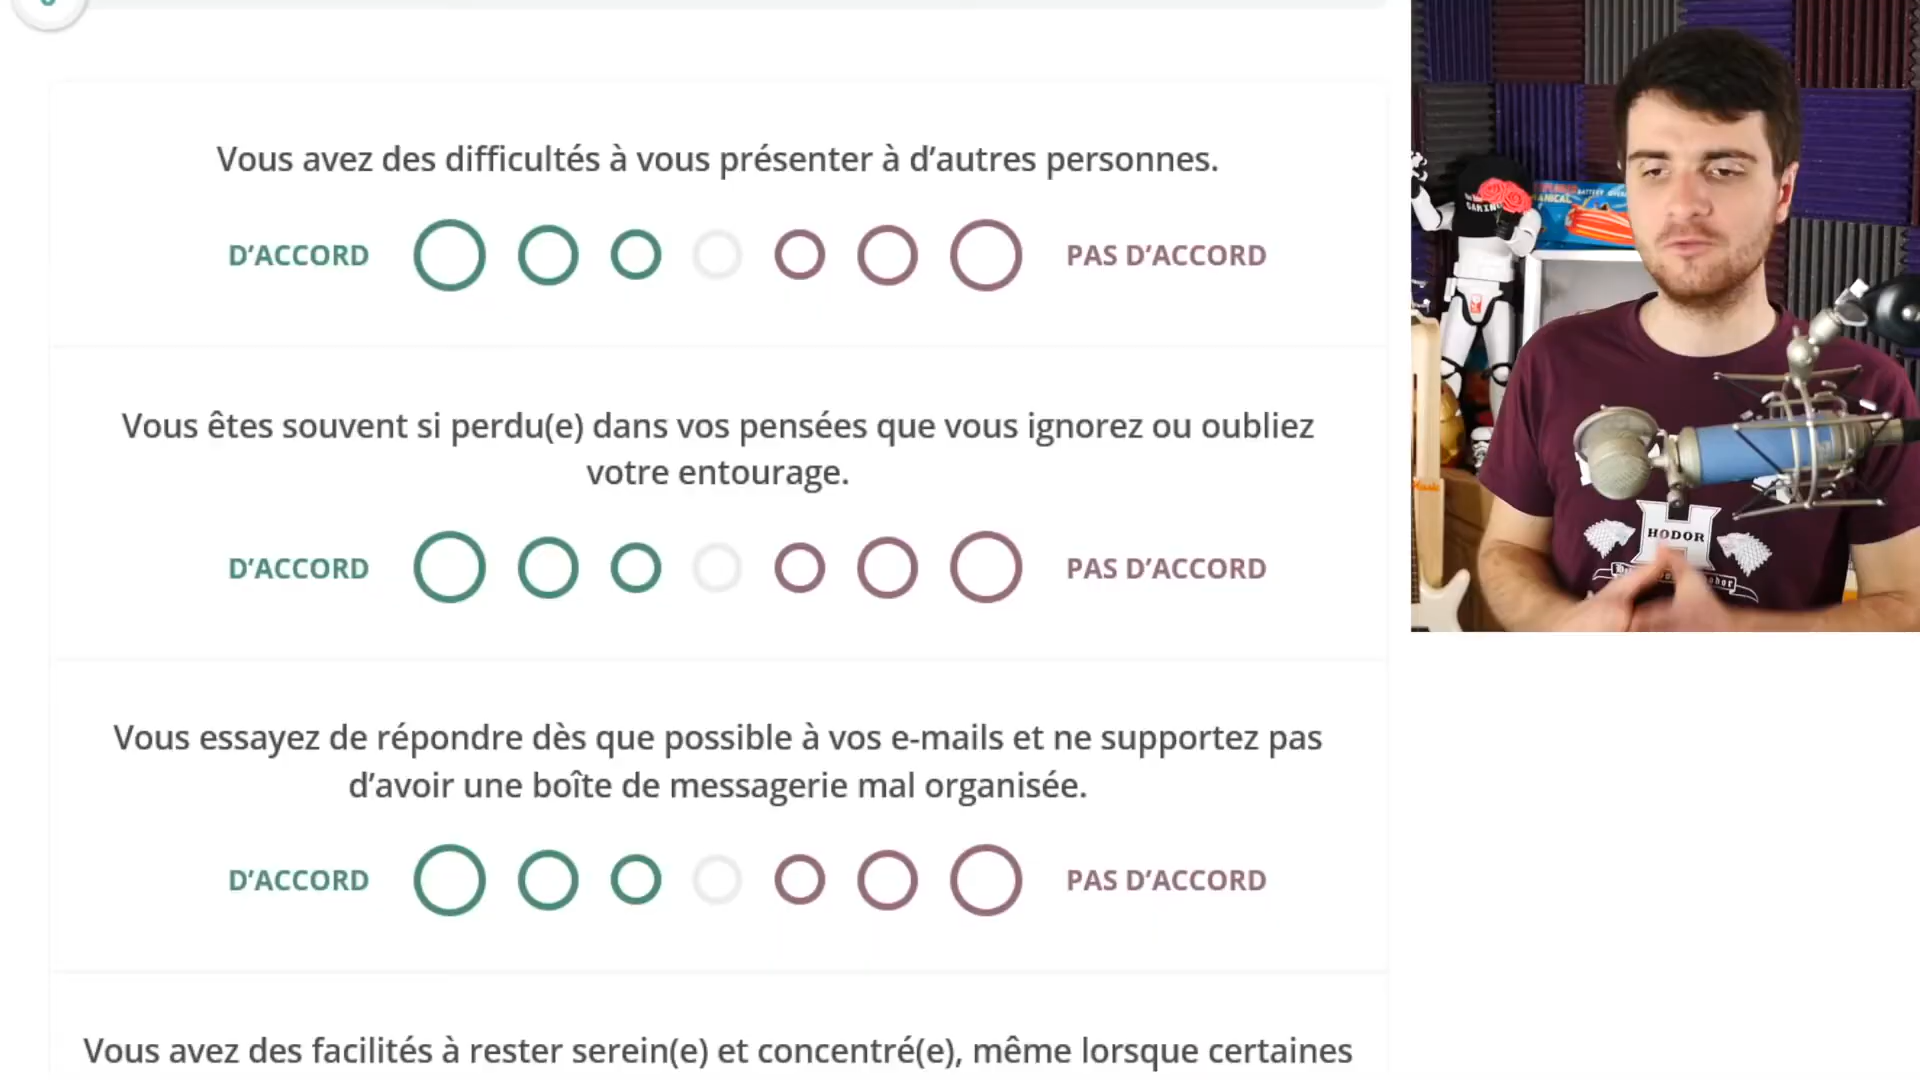 Vous avez des difficultés à vous présenter à d’autres personnes.
D’ACCORD
PAS D’ACCORD
Vous êtes souvent si perdu(e) dans vos pensées que vous ignorez ou oubliez
votre entourage.
D’ACCORD
PAS D’ACCORD
Vous essayez de répondre dès que possible à vos e-mails et ne supportez pas
d’avoir une boîte de messagerie mal organisée.
D’ACCORD
PAS D’ACCORD
Vous avez des facilités à rester serein(e) et concentré(e), même lorsque certaines
HODOR